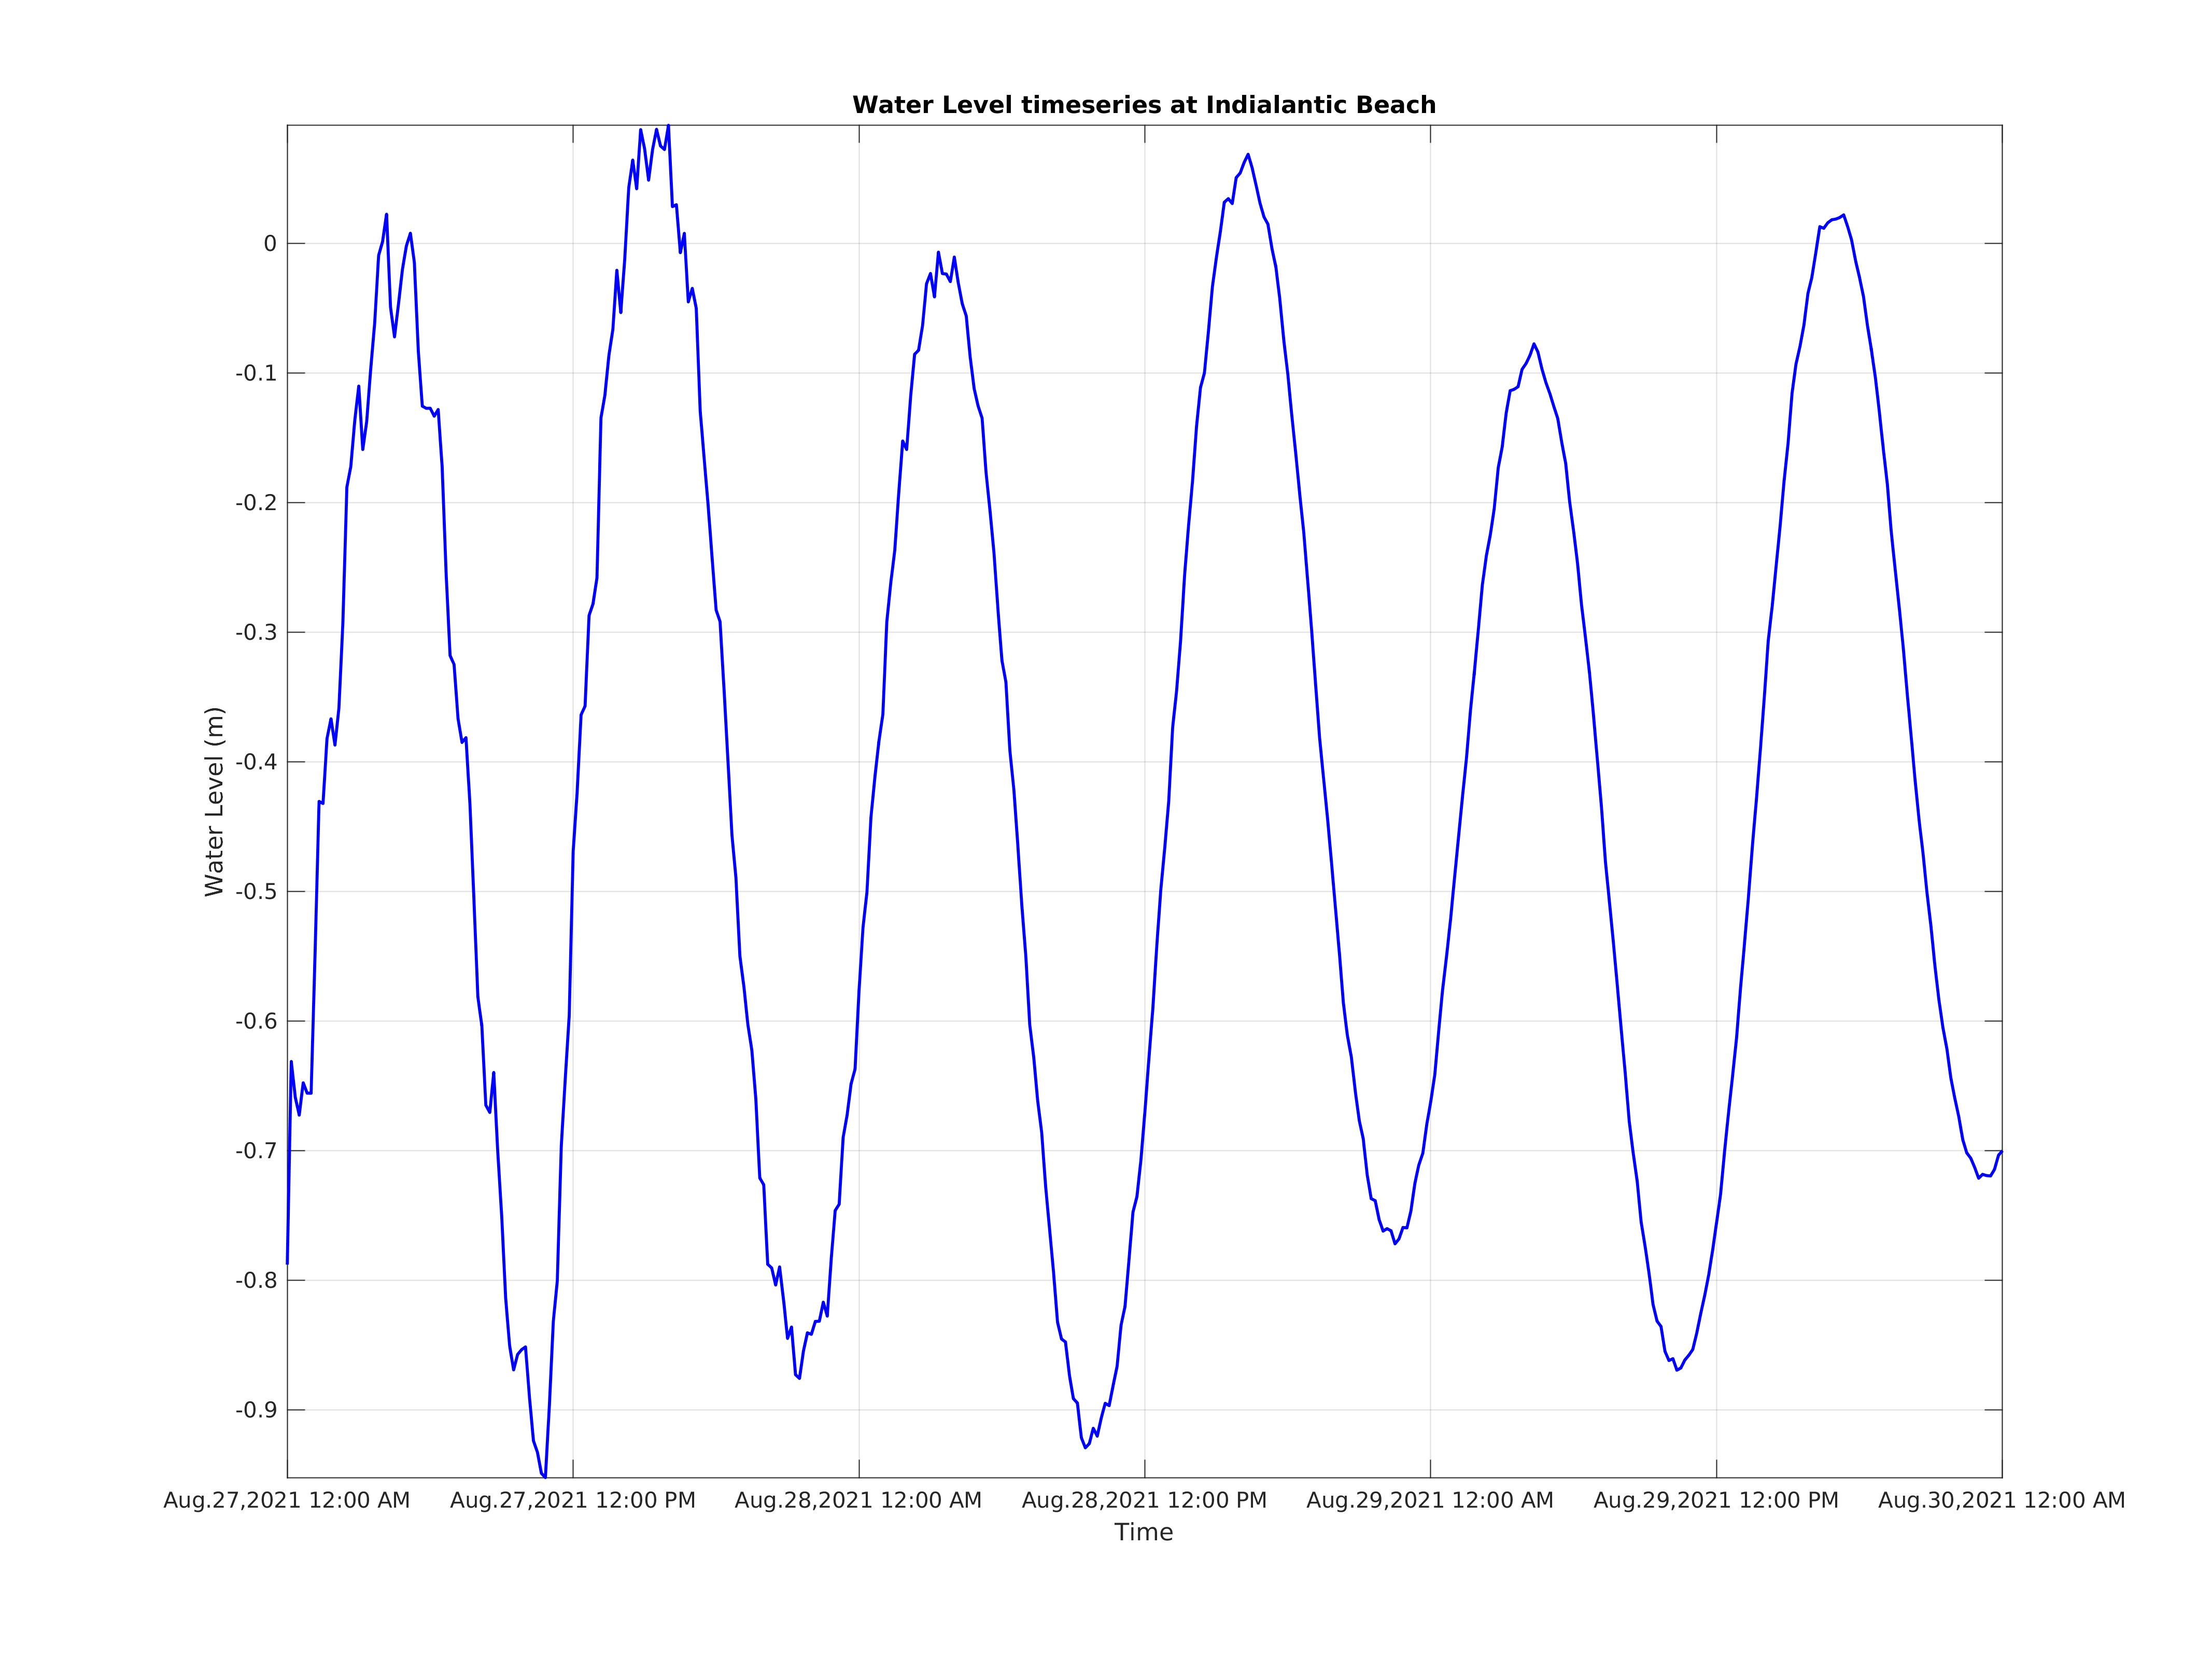 Water Level timeseries at Indialantic Beach
0
-0.1
-0.2
-0.3
-0.4
-0.5
-0.6
-0.7
-0.8
-0.9
Water Level (m)
Aug.27,2021 12:00 AM
Aug.27,2021 12:00 PM
Aug.28,2021 12:00 AM
Aug.28,2021 12:00 PM
Aug.29,2021 12:00 AM
Aug.29,2021 12:00 PM
Aug.30,2021 12:00 AM
Time